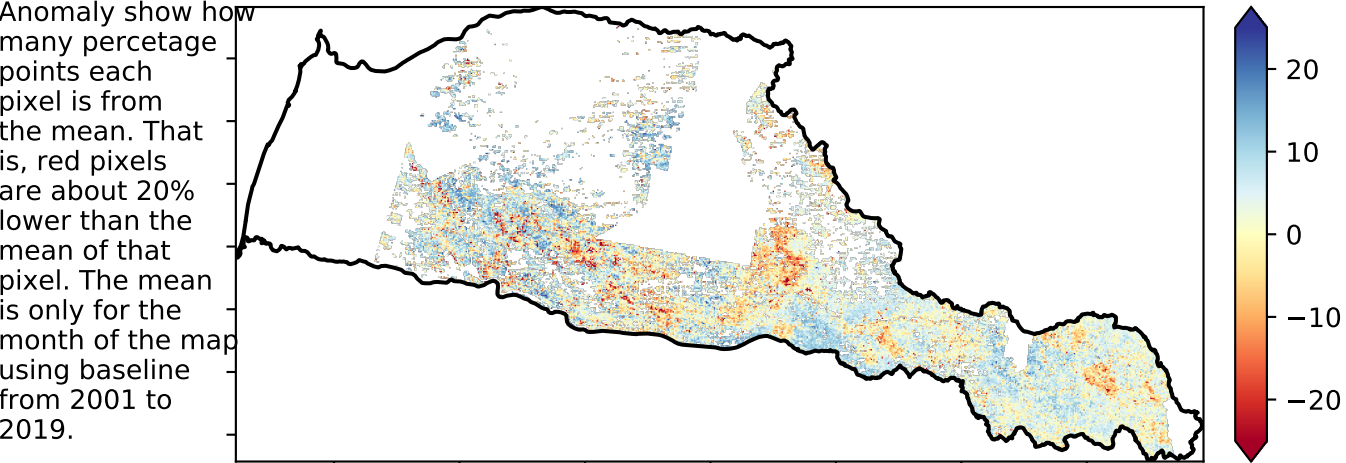 Anomaly show how
many percetage
points each
pixel is from
the mean. That
is, red pixels
are about 20%
lower than the
mean of that
pixel. The mean
is only for the
month of the map
using baseline
from 2001 to
2019.
20
10
0
−10
−20